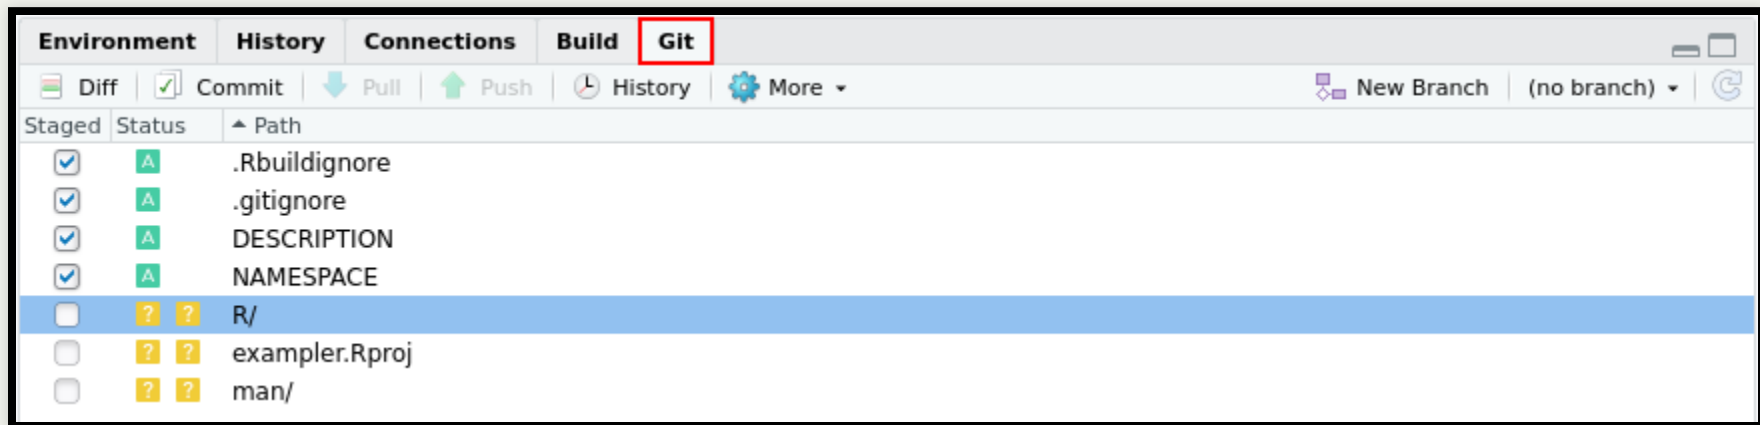 Environment History Connections Build Git
Diff Commit Pull Push History More New Branch (no branch)
Staged Status Path
A .Rbuildignore
A .gitignore
A DESCRIPTION
A NAMESPACE
? ? R/
? ? exampler.Rproj
? ? man/